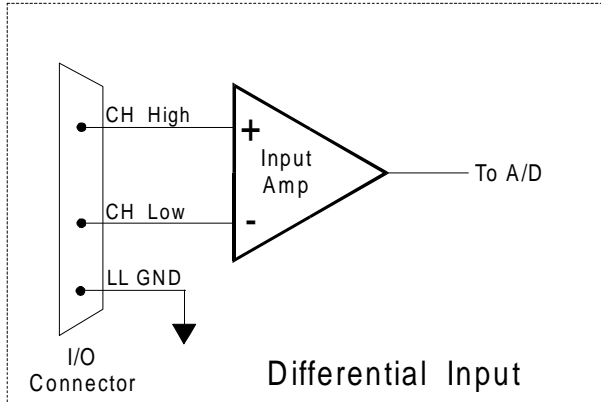 CH High
+
Input
Amp
To A/D
CH Low
-
LL GND
I/O
Connector
Differential Input